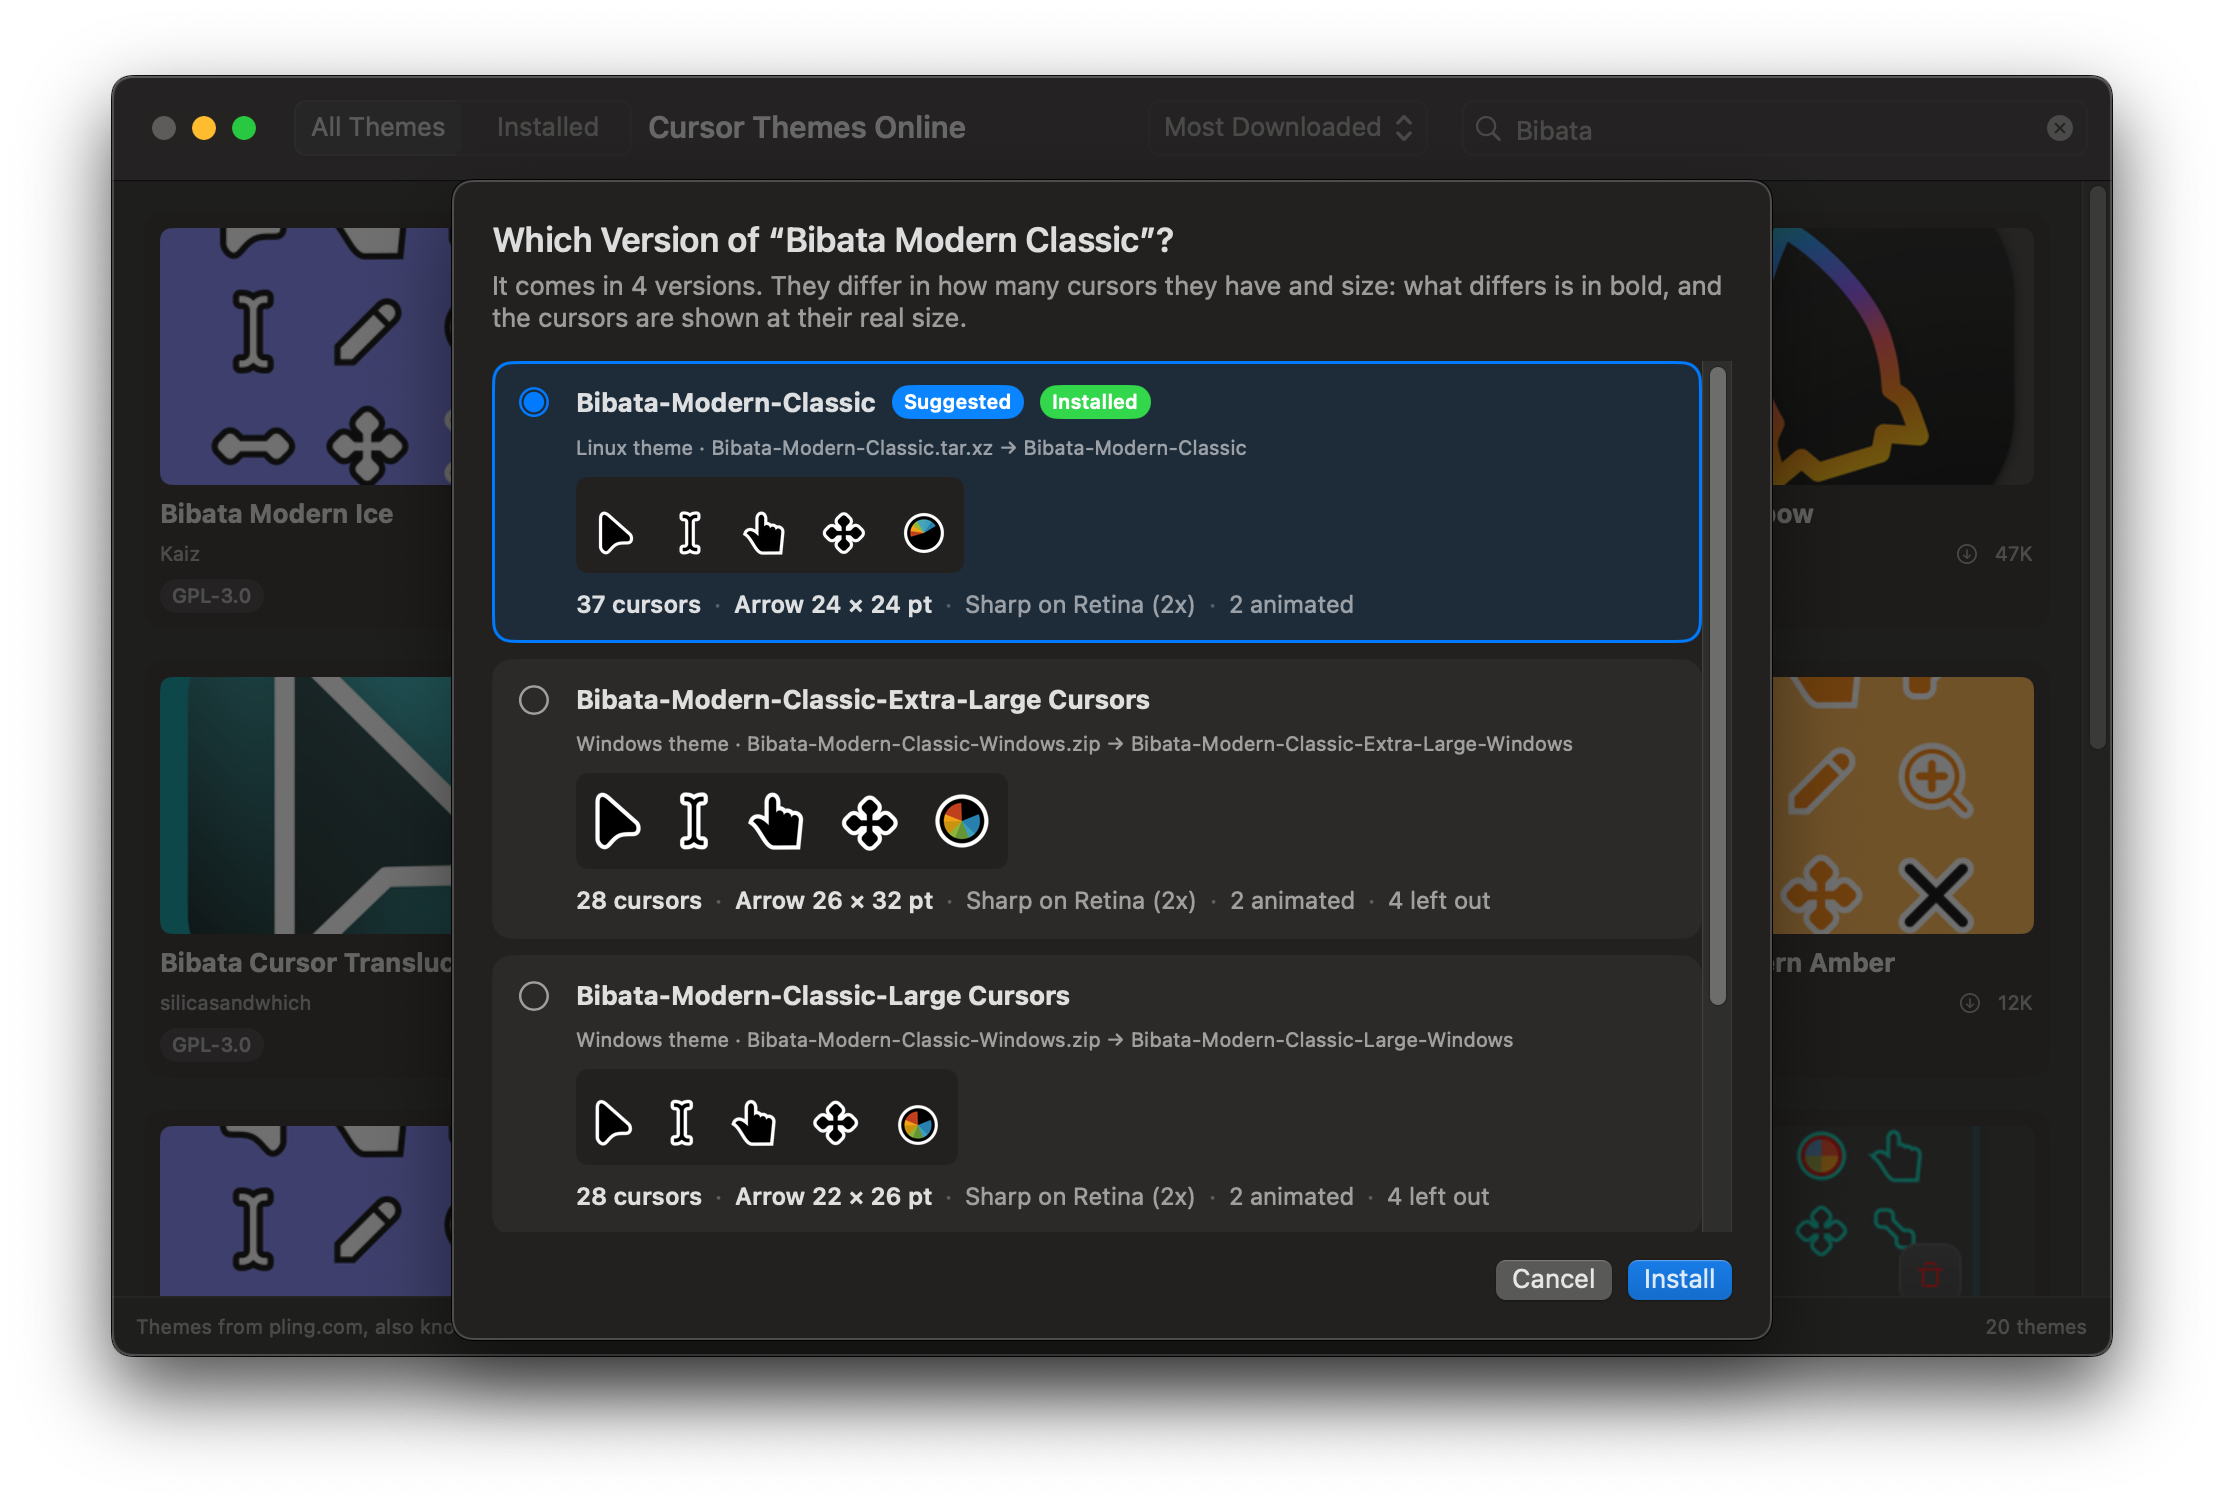 All Themes
Installed
Cursor Themes Online
Most Downloaded
Bibata
Which Version of “Bibata Modern Classic”?
It comes in 4 versions. They differ in how many cursors they have and size: what differs is in bold, and
the cursors are shown at their real size.
Bibata-Modern-Classic Suggested Installed
Linux theme · Bibata-Modern-Classic.tar.xz → Bibata-Modern-Classic
37 cursors · Arrow 24 × 24 pt · Sharp on Retina (2x) · 2 animated
Bibata-Modern-Classic-Extra-Large Cursors
Windows theme · Bibata-Modern-Classic-Windows.zip → Bibata-Modern-Classic-Extra-Large-Windows
28 cursors · Arrow 26 × 32 pt · Sharp on Retina (2x) · 2 animated · 4 left out
Bibata-Modern-Classic-Large Cursors
Windows theme · Bibata-Modern-Classic-Windows.zip → Bibata-Modern-Classic-Large-Windows
28 cursors · Arrow 22 × 26 pt · Sharp on Retina (2x) · 2 animated · 4 left out
Cancel
Install
Bibata Modern Ice
Kaiz
GPL-3.0
47K
Bibata Cursor
silicasandwhich
GPL-3.0
Amber
12K
Themes from pling.com, also
20 themes